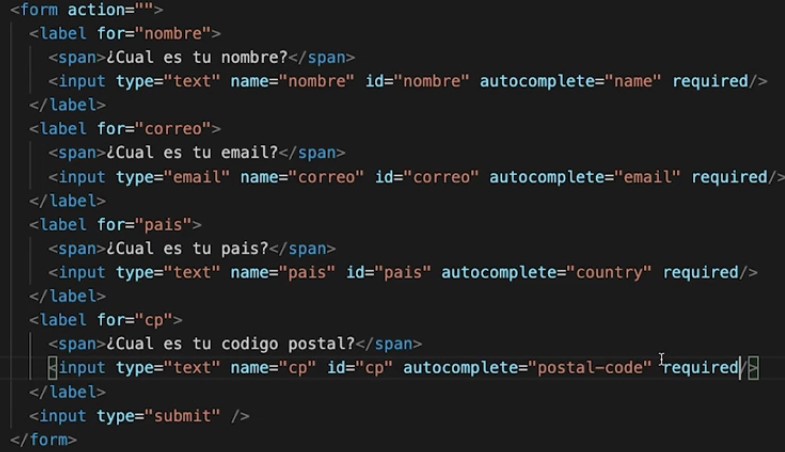 <form action="">
<label for="nombre">
<span>¿Cual es tu nombre?</span>
<input type="text" name="nombre" id="nombre" autocomplete="name" required/>
</label>
<label for="correo">
<span>¿Cual es tu email?</span>
<input type="email" name="correo" id="correo" autocomplete="email" required/>
</label>
<label for="pais">
<span>¿Cual es tu pais?</span>
<input type="text" name="pais" id="pais" autocomplete="country" required/>
</label>
<label for="cp">
<span>¿Cual es tu codigo postal?</span>
<input type="text" name="cp" id="cp" autocomplete="postal-code" required/>
</label>
<input type="submit" />
</form>